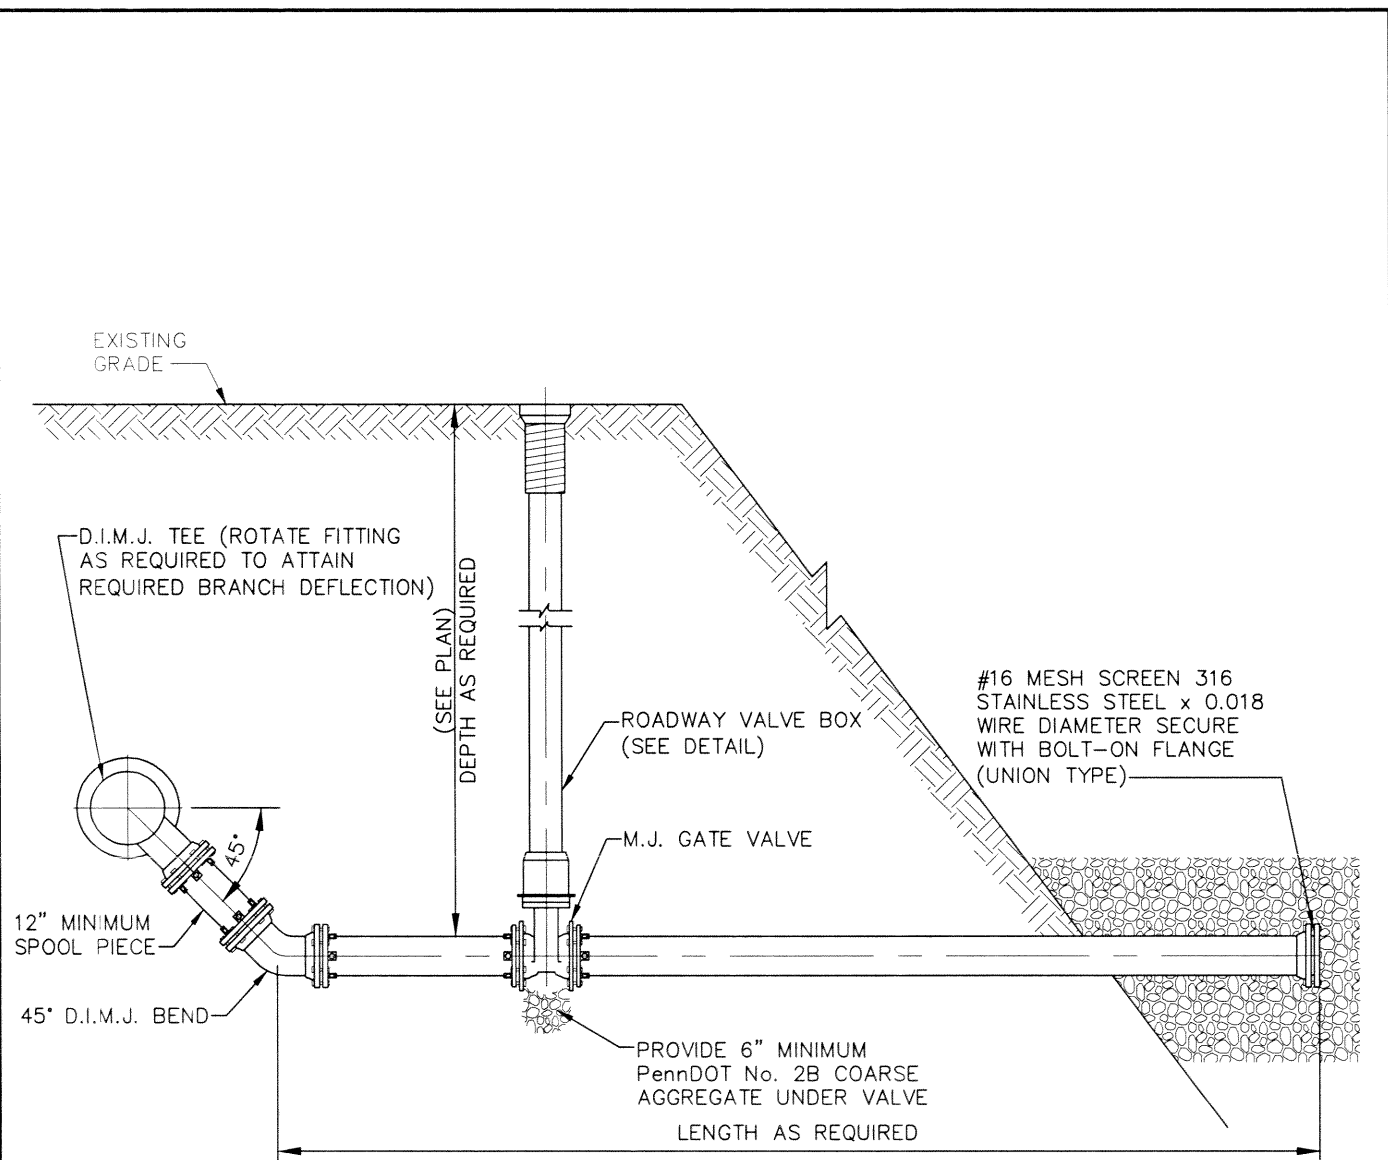 EXISTING
GRADE
D.I.M.J. TEE (ROTATE FITTING
AS REQUIRED TO ATTAIN
REQUIRED BRANCH DEFLECTION)
(SEE PLAN)
DEPTH AS REQUIRED
#16 MESH SCREEN 316
STAINLESS STEEL x 0.018
WIRE DIAMETER SECURE
WITH BOLT-ON FLANGE
(UNION TYPE)
ROADWAY VALVE BOX
(SEE DETAIL)
M.J. GATE VALVE
45°
12" MINIMUM
SPOOL PIECE
45° D.I.M.J. BEND
PROVIDE 6" MINIMUM
PennDOT No. 2B COARSE
AGGREGATE UNDER VALVE
LENGTH AS REQUIRED